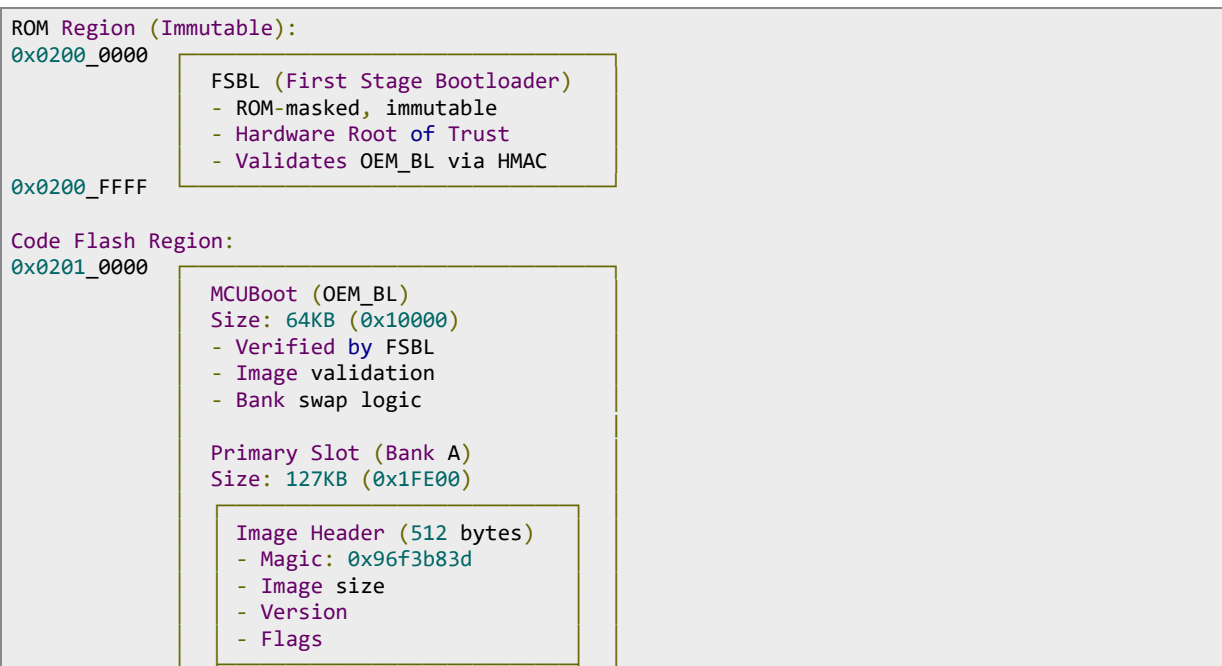 ROM Region (Immutable):
0x0200_0000
FSBL (First Stage Bootloader)
- ROM-masked, immutable
- Hardware Root of Trust
- Validates OEM_BL via HMAC
0x0200_FFFF
Code Flash Region:
0x0201_0000
MCUBoot (OEM_BL)
Size: 64KB (0x10000)
- Verified by FSBL
- Image validation
- Bank swap logic
Primary Slot (Bank A)
Size: 127KB (0x1FE00)
Image Header (512 bytes)
- Magic: 0x96f3b83d
- Image size
- Version
- Flags